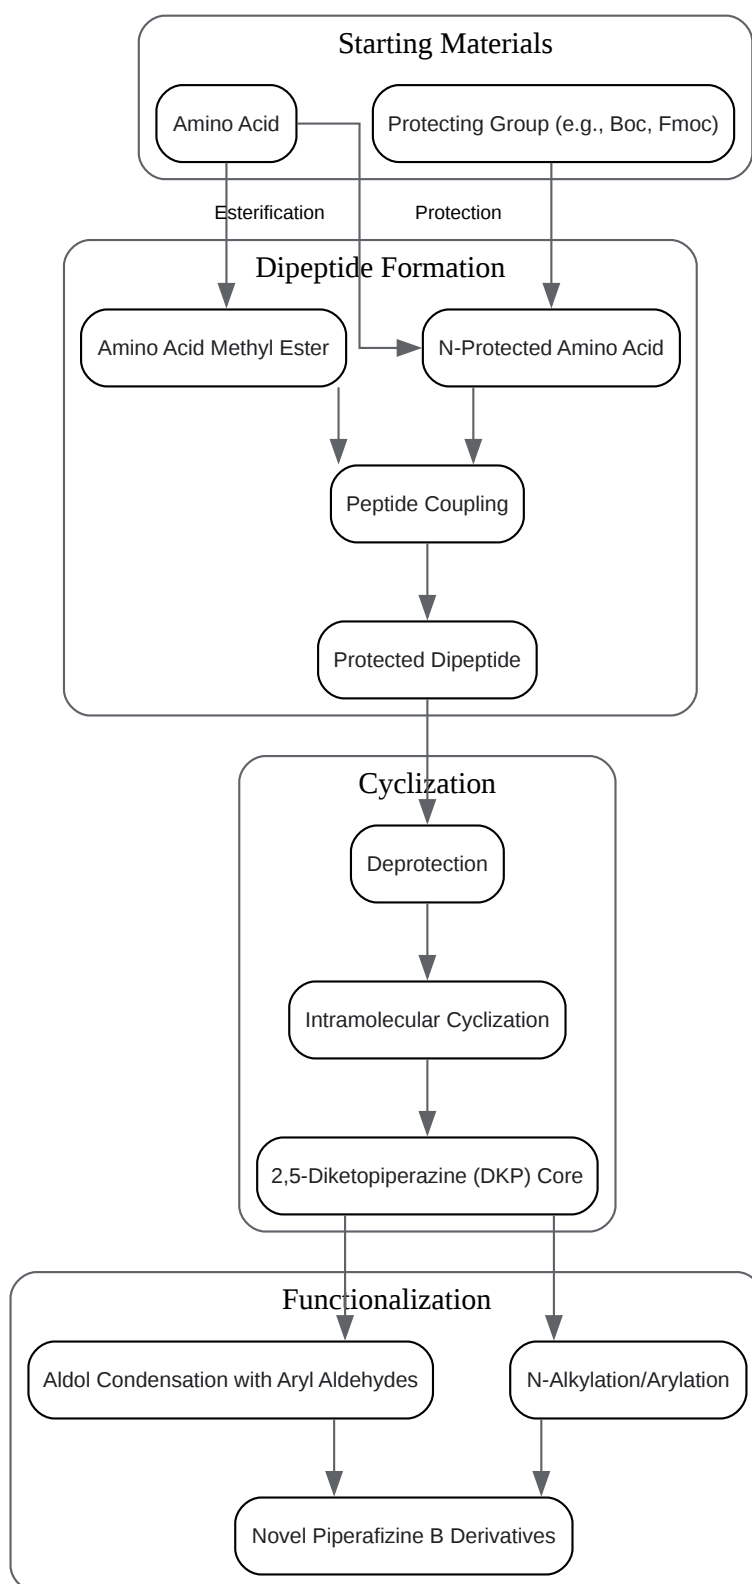 Starting Materials
Amino Acid
Protecting Group (e.g., Boc, Fmoc)
Esterification
Protection
Dipeptide Formation
Amino Acid Methyl Ester
N-Protected Amino Acid
Peptide Coupling
Protected Dipeptide
Cyclization
Deprotection
Intramolecular Cyclization
2,5-Diketopiperazine (DKP) Core
Functionalization
Aldol Condensation with Aryl Aldehydes
N-Alkylation/Arylation
Novel Piperafizine B Derivatives